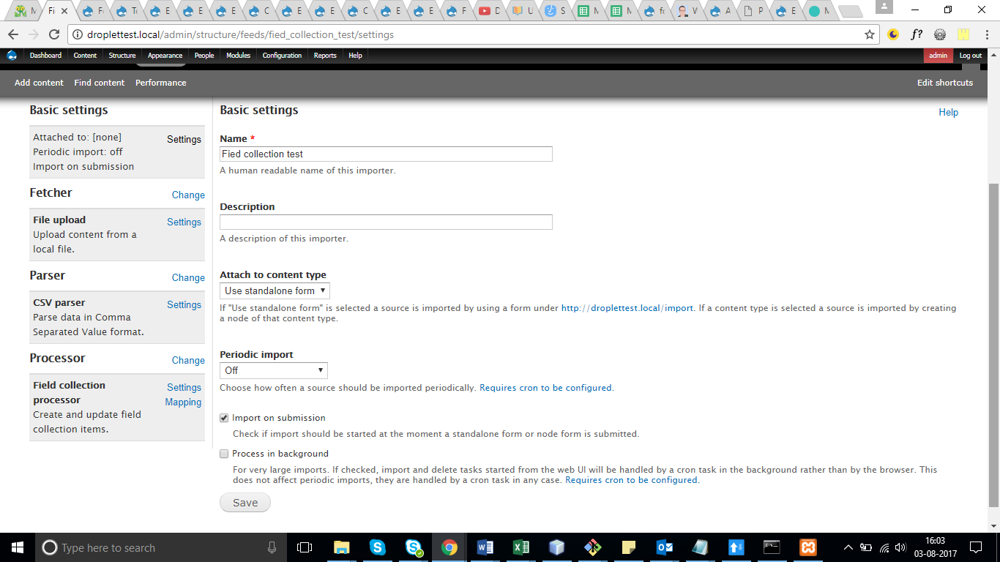 M
Fi
F
To
E
E
E
C
E
E
C
E
E
F
D
U
S
M
M
fo
W
A
P
E
M
droplettest.local/admin/structure/feeds/fied_collection_test/settings
f?
Dashboard Content Structure Appearance People Modules Configuration Reports Help admin Log out
Add content Find content Performance Edit shortcuts
Basic settings
Attached to: [none] Settings
Periodic import: off
Import on submission
Fetcher Change
File upload Settings
Upload content from a
local file.
Parser Change
CSV parser Settings
Parse data in Comma
Separated Value format.
Processor Change
Field collection Settings
processor Mapping
Create and update field
collection items.
Basic settings Help
Name *
Fied collection test
A human readable name of this importer.
Description
A description of this importer.
Attach to content type
Use standalone form
If "Use standalone form" is selected a source is imported by using a form under http://droplettest.local/import. If a content type is selected a source is imported by creating
a node of that content type.
Periodic import
Off
Choose how often a source should be imported periodically. Requires cron to be configured.
Import on submission
Check if import should be started at the moment a standalone form or node form is submitted.
Process in background
For very large imports. If checked, import and delete tasks started from the web UI will be handled by a cron task in the background rather than by the browser. This
does not affect periodic imports, they are handled by a cron task in any case. Requires cron to be configured.
Save
Type here to search
16:03
03-08-2017